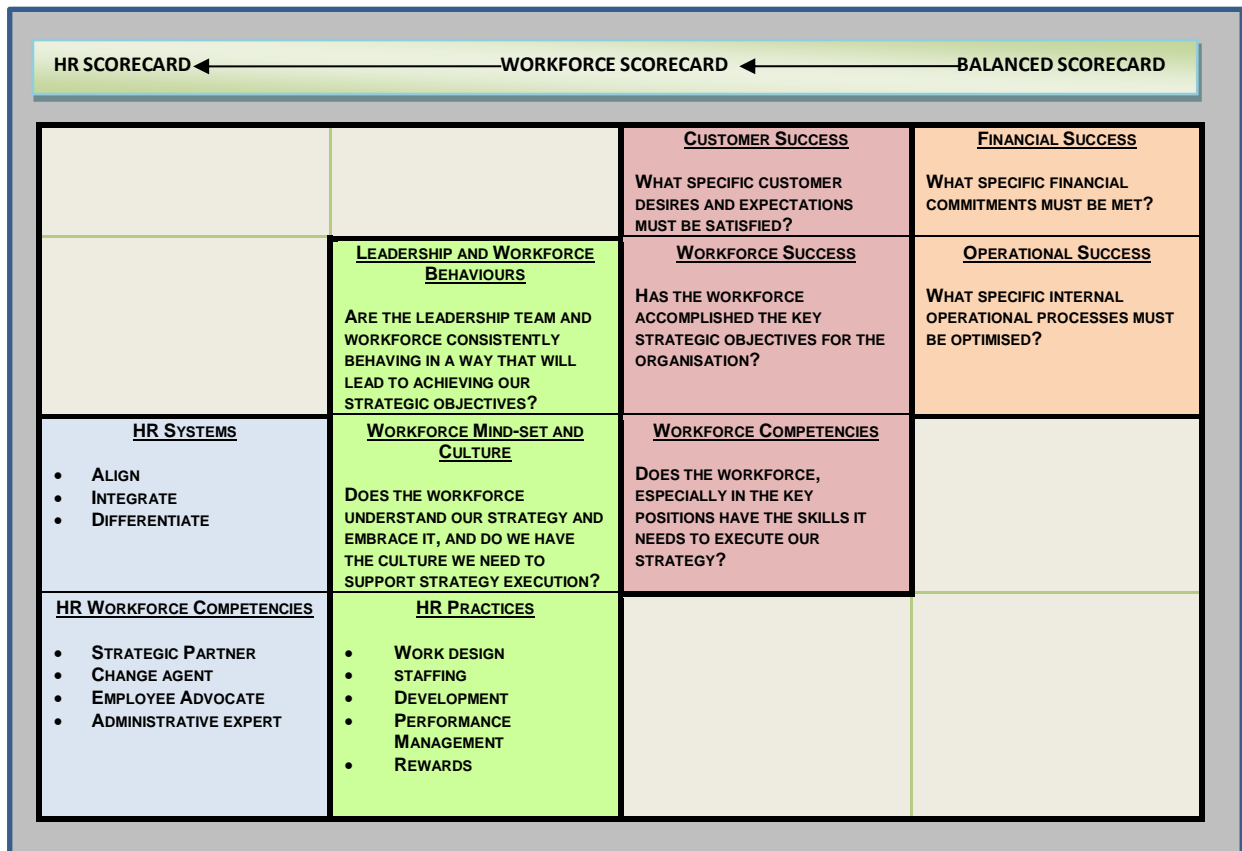 HR SCORECARD WORKFORCE SCORECARD BALANCED SCORECARD
CUSTOMER SUCCESS
WHAT SPECIFIC CUSTOMER
DESIRES AND EXPECTATIONS
MUST BE SATISFIED?
FINANCIAL SUCCESS
WHAT SPECIFIC FINANCIAL
COMMITMENTS MUST BE MET?
LEADERSHIP AND WORKFORCE
BEHAVIOURS
ARE THE LEADERSHIP TEAM AND
WORKFORCE CONSISTENTLY
BEHAVING IN A WAY THAT WILL
LEAD TO ACHIEVING OUR
STRATEGIC OBJECTIVES?
WORKFORCE SUCCESS
HAS THE WORKFORCE
ACCOMPLISHED THE KEY
STRATEGIC OBJECTIVES FOR THE
ORGANISATION?
OPERATIONAL SUCCESS
WHAT SPECIFIC INTERNAL
OPERATIONAL PROCESSES MUST
BE OPTIMISED?
HR SYSTEMS
• ALIGN
• INTEGRATE
• DIFFERENTIATE
WORKFORCE MIND-SET AND
CULTURE
DOES THE WORKFORCE
UNDERSTAND OUR STRATEGY AND
EMBRACE IT, AND DO WE HAVE
THE CULTURE WE NEED TO
SUPPORT STRATEGY EXECUTION?
WORKFORCE COMPETENCIES
DOES THE WORKFORCE,
ESPECIALLY IN THE KEY
POSITIONS HAVE THE SKILLS IT
NEEDS TO EXECUTE OUR
STRATEGY?
HR WORKFORCE COMPETENCIES
• STRATEGIC PARTNER
• CHANGE AGENT
• EMPLOYEE ADVOCATE
• ADMINISTRATIVE EXPERT
HR PRACTICES
• WORK DESIGN
• STAFFING
• DEVELOPMENT
• PERFORMANCE
MANAGEMENT
• REWARDS